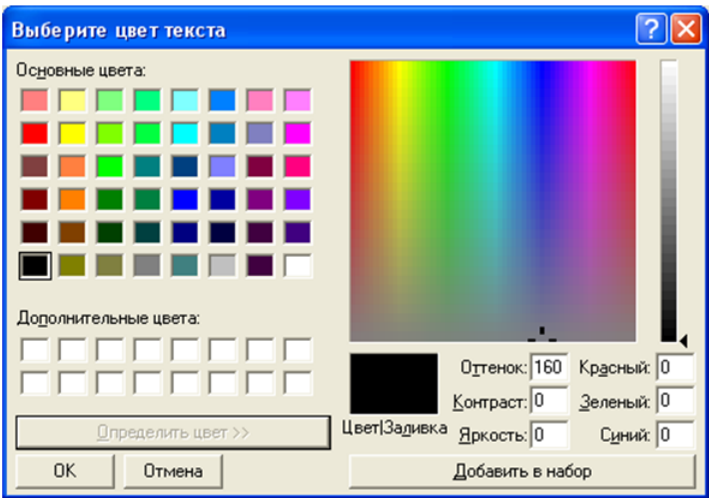 Выберите цвет текста
Основные цвета:
Дополнительные цвета:
Определить цвет >>
OK
Отмена
Цвет|Заливка
Оттенок: 160
Контраст: 0
Яркость: 0
Красный: 0
Зеленый: 0
Синий: 0
Добавить в набор